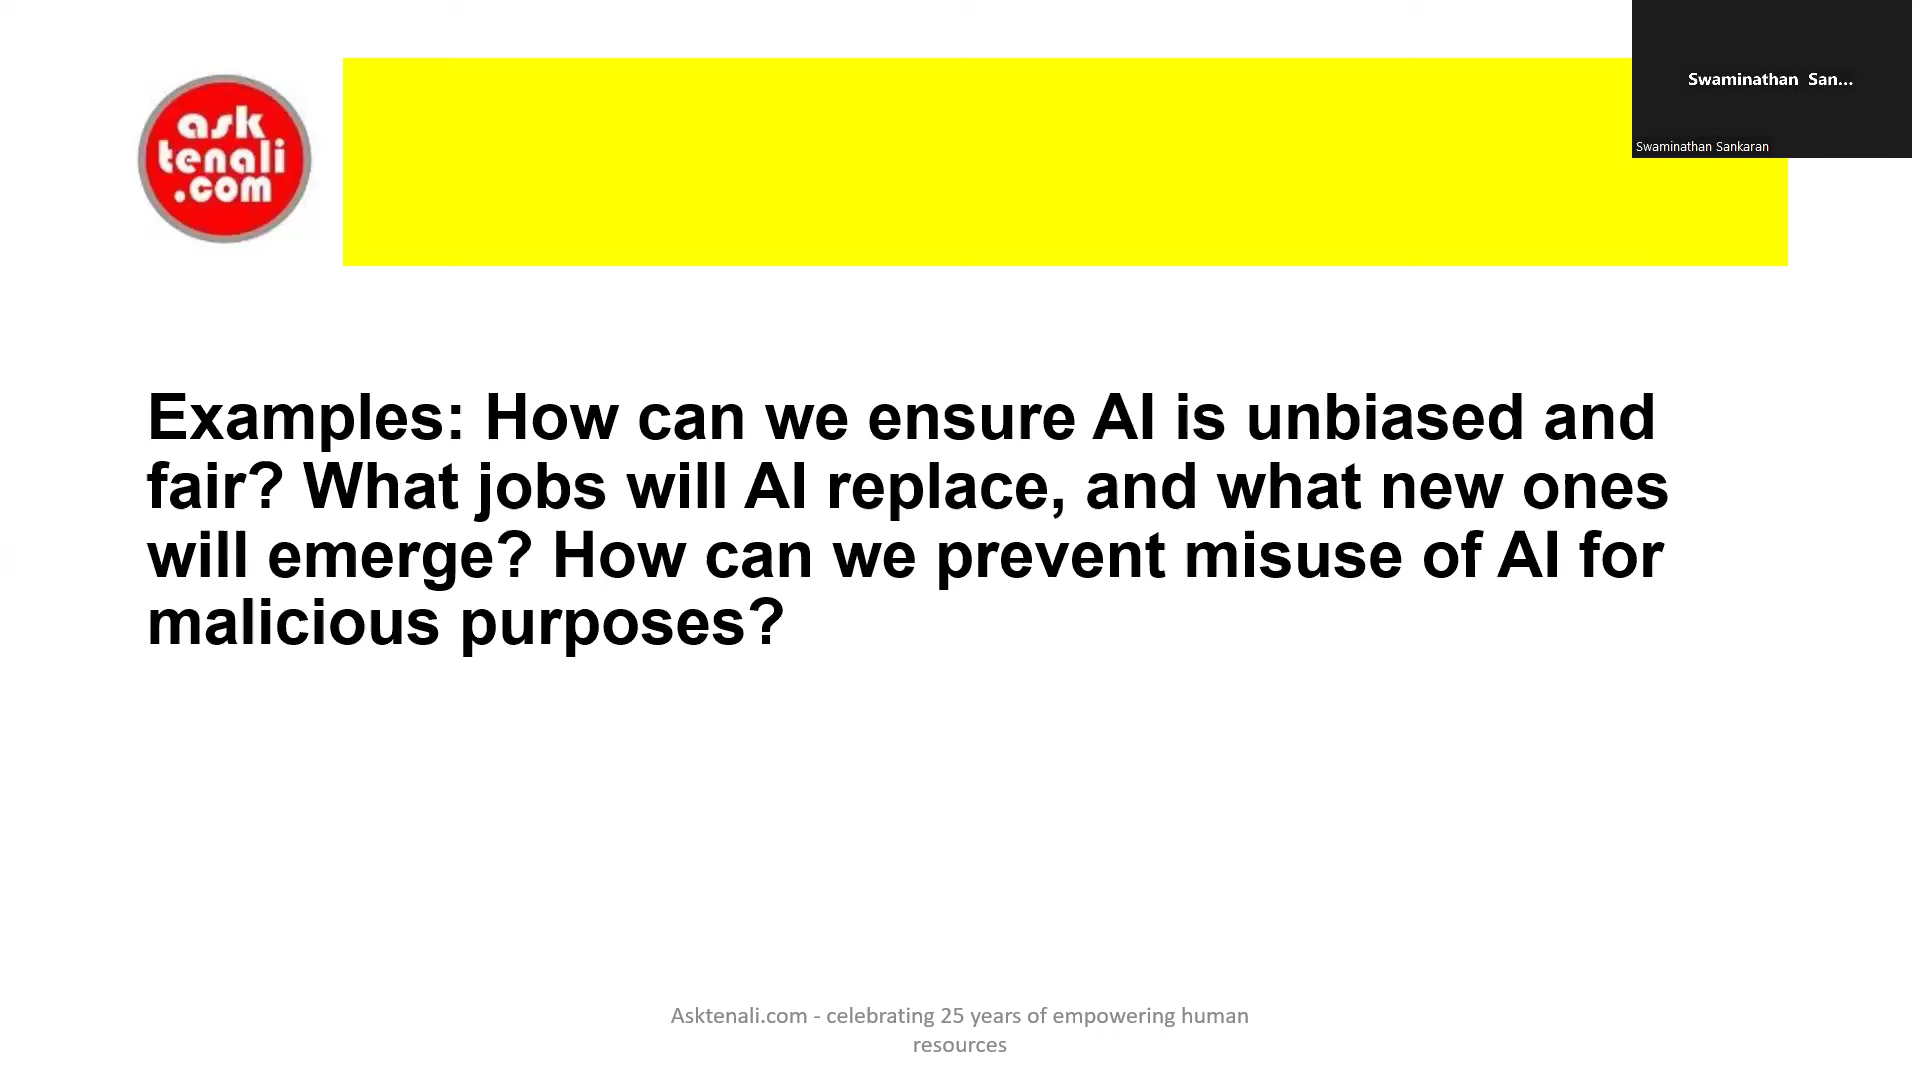 ask
tenali
.com
Swaminathan San...
Swaminathan Sankaran
Examples: How can we ensure AI is unbiased and
fair? What jobs will AI replace, and what new ones
will emerge? How can we prevent misuse of AI for
malicious purposes?
Asktenali.com - celebrating 25 years of empowering human
resources